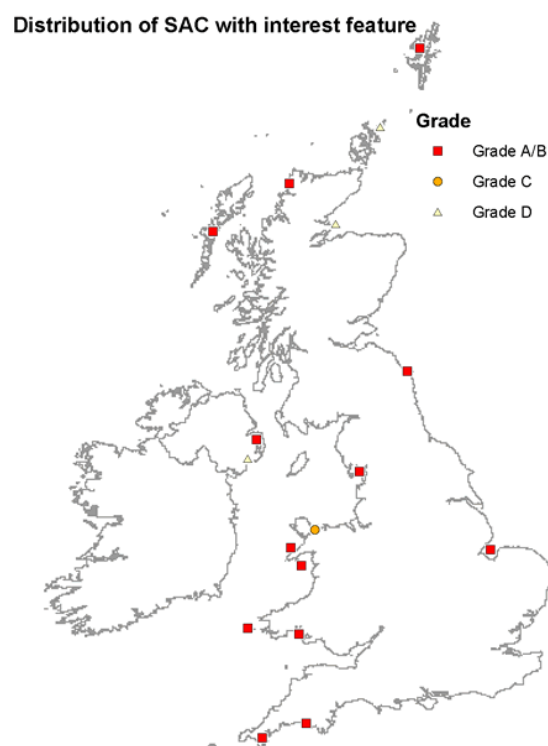 Distribution of SAC with interest feature
Grade
Grade A/B
Grade C
Grade D